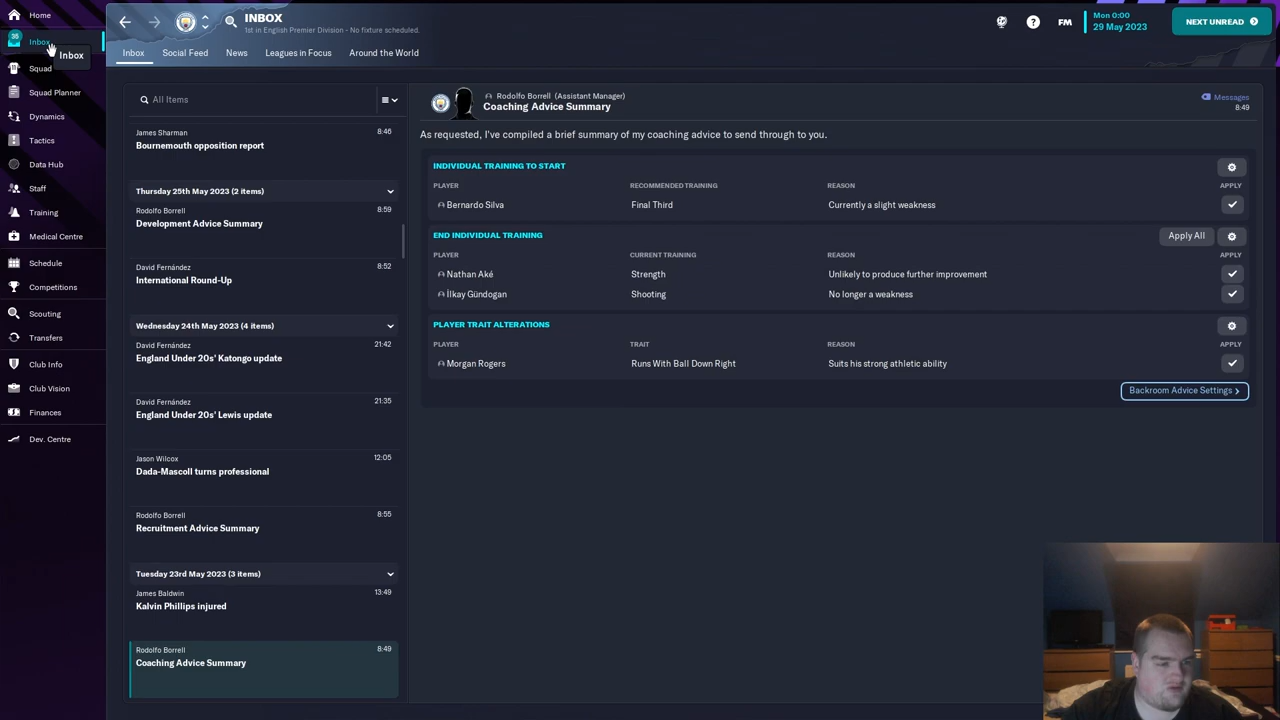 Home
35
Inbox
Inbox
Squad
Squad Planner
Dynamics
Tactics
Data Hub
Staff
Training
Medical Centre
Schedule
Competitions
Scouting
Transfers
Club Info
Club Vision
Finances
Dev. Centre
INBOX
1st in English Premier Division - No fixture scheduled.
FM
Mon 0:00
29 May 2023
NEXT UNREAD
Inbox Social Feed News Leagues in Focus Around the World
All Items
James Sharman 8:46
Bournemouth opposition report
Thursday 25th May 2023 (2 items)
Rodolfo Borrell 8:59
Development Advice Summary
David Fernández 8:52
International Round-Up
Wednesday 24th May 2023 (4 items)
David Fernández 21:42
England Under 20s' Katongo update
David Fernández 21:35
England Under 20s' Lewis update
Jason Wilcox 12:05
Dada-Mascoll turns professional
Rodolfo Borrell 8:55
Recruitment Advice Summary
Tuesday 23rd May 2023 (3 items)
James Baldwin 13:49
Kalvin Phillips injured
Rodolfo Borrell 8:49
Coaching Advice Summary
Rodolfo Borrell (Assistant Manager)
Coaching Advice Summary
Messages
8:49
As requested, I've compiled a brief summary of my coaching advice to send through to you.
INDIVIDUAL TRAINING TO START
PLAYER RECOMMENDED TRAINING REASON APPLY
Bernardo Silva Final Third Currently a slight weakness
END INDIVIDUAL TRAINING Apply All
PLAYER CURRENT TRAINING REASON APPLY
Nathan Aké Strength Unlikely to produce further improvement
İlkay Gündogan Shooting No longer a weakness
PLAYER TRAIT ALTERATIONS
PLAYER TRAIT REASON APPLY
Morgan Rogers Runs With Ball Down Right Suits his strong athletic ability
Backroom Advice Settings